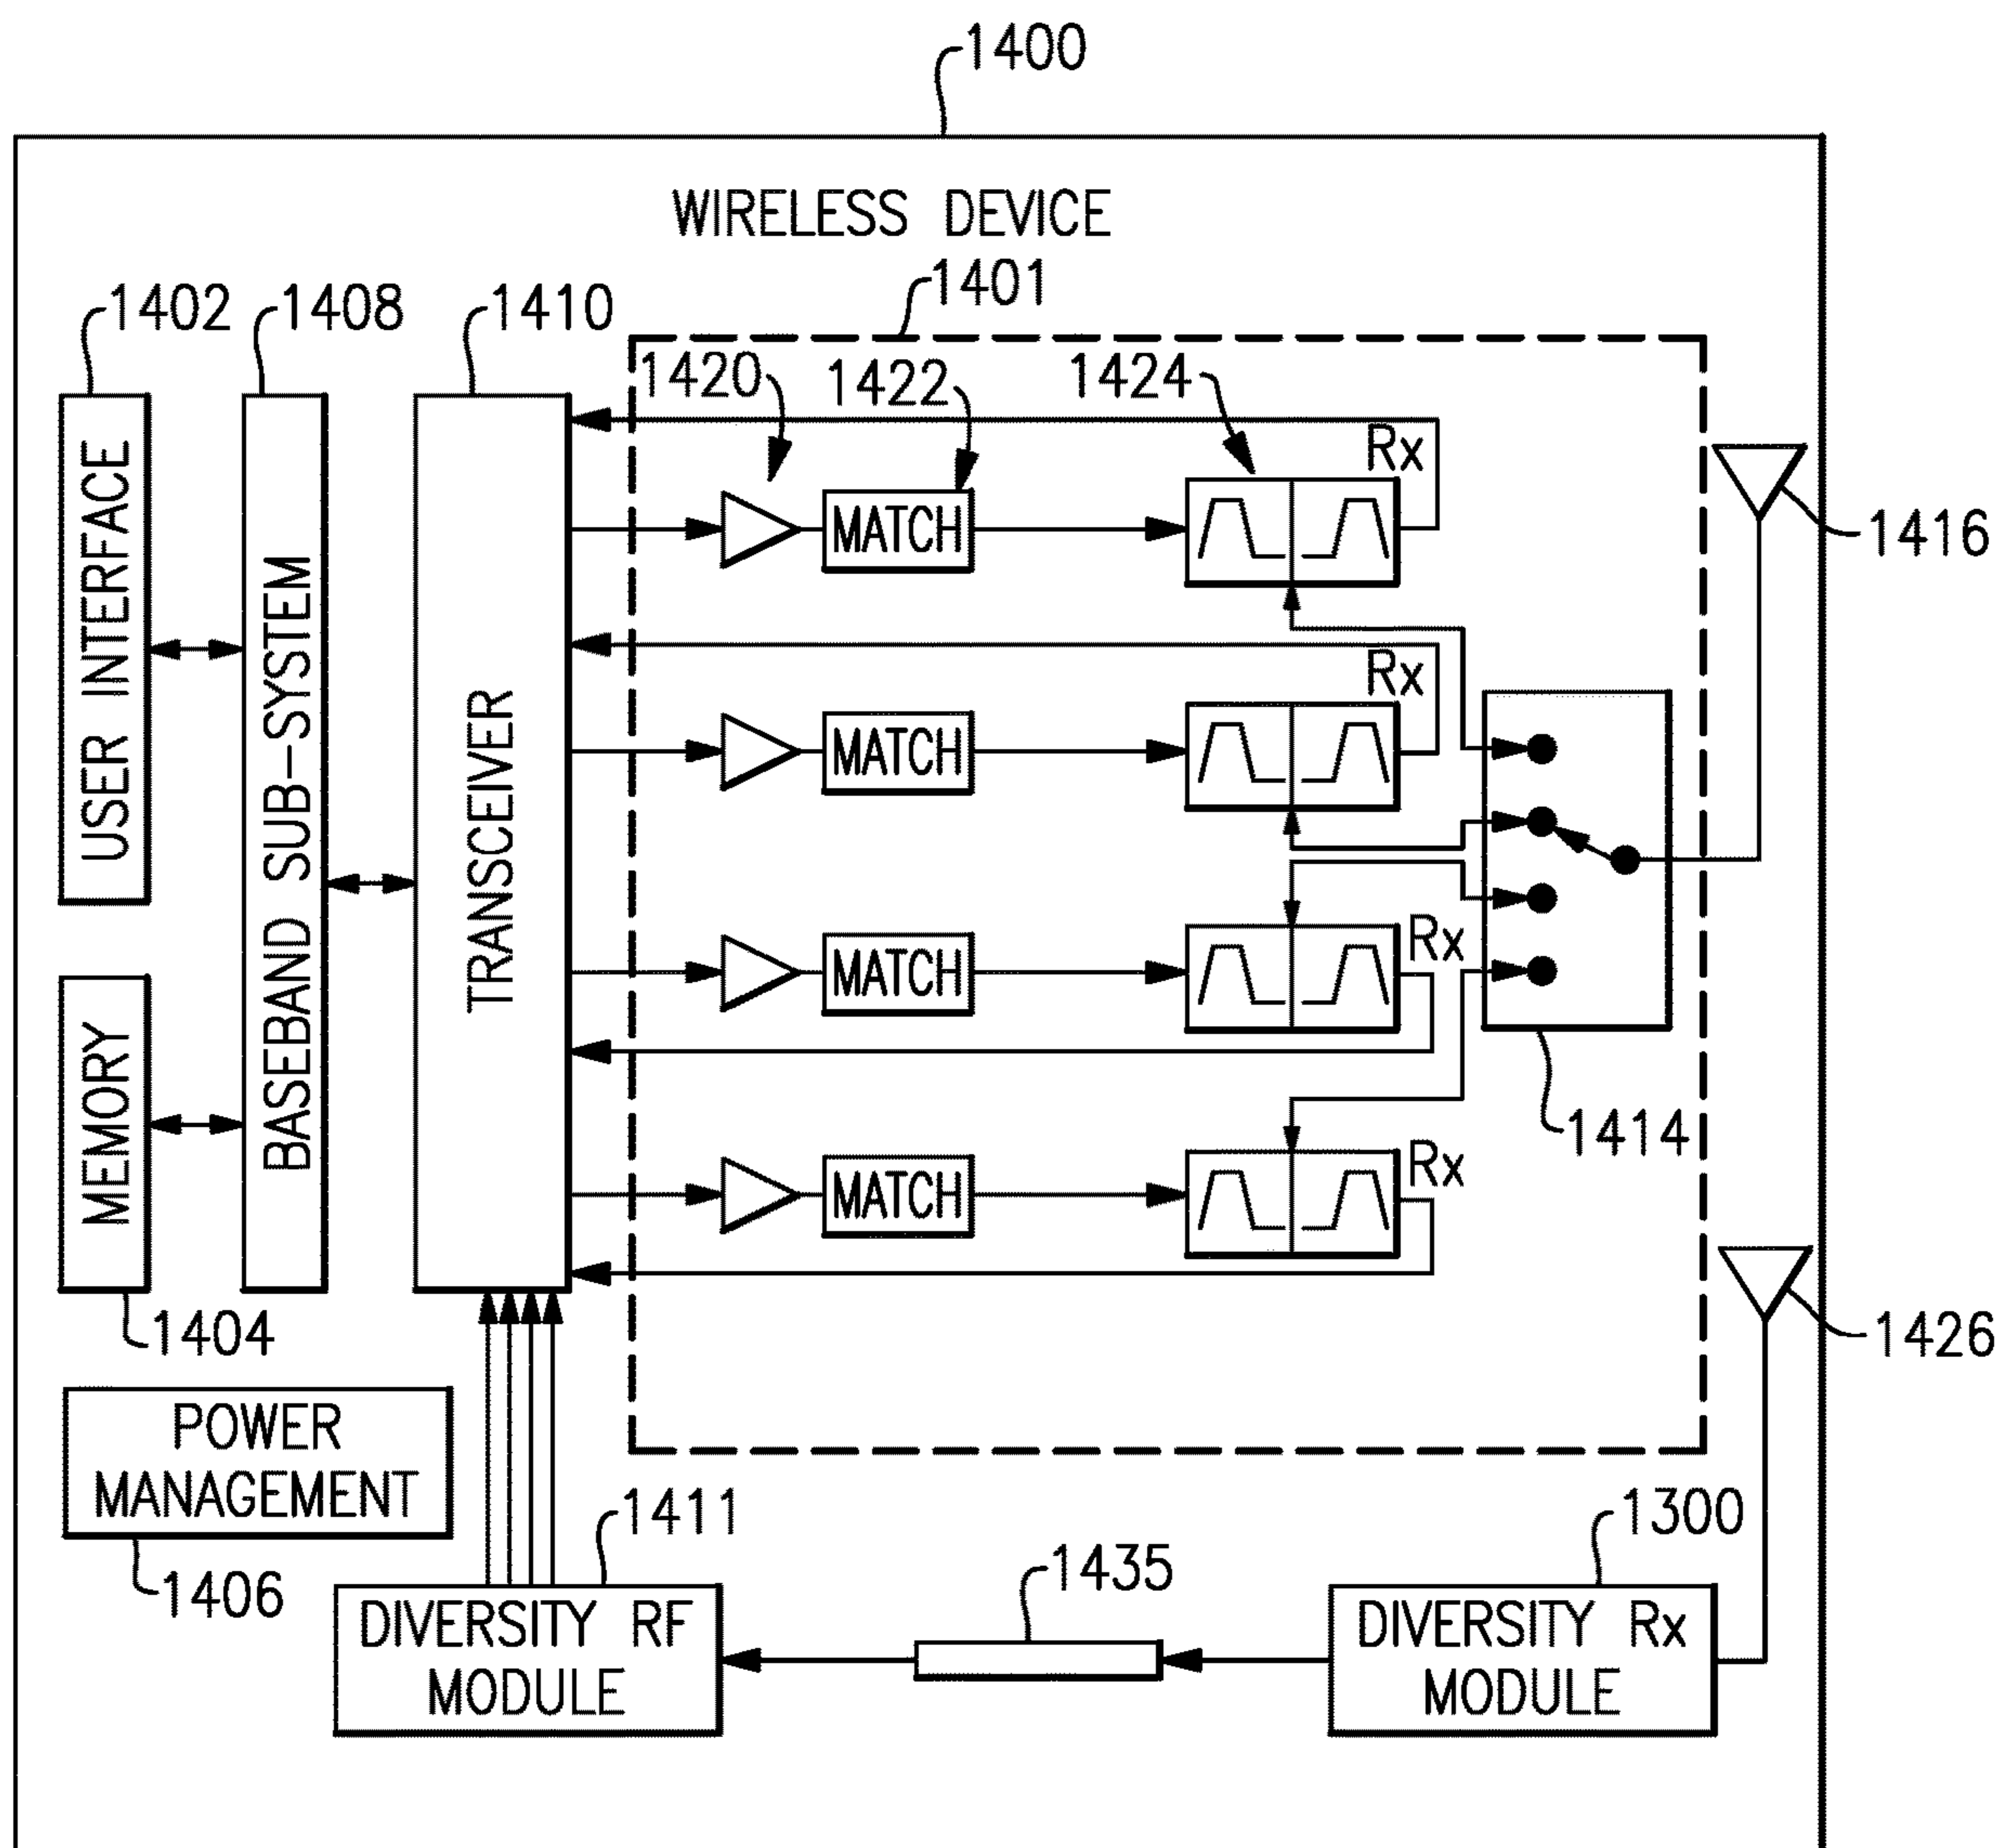 1400
WIRELESS DEVICE
1401
1402
1408
1410
1420
1422
1424
Rx
MATCH
1416
USER INTERFACE
BASEBAND SUB-SYSTEM
TRANSCEIVER
Rx
MATCH
Rx
MATCH
1414
MEMORY
Rx
MATCH
1404
1426
POWER
MANAGEMENT
1406
1411
DIVERSITY RF
MODULE
1435
1300
DIVERSITY Rx
MODULE